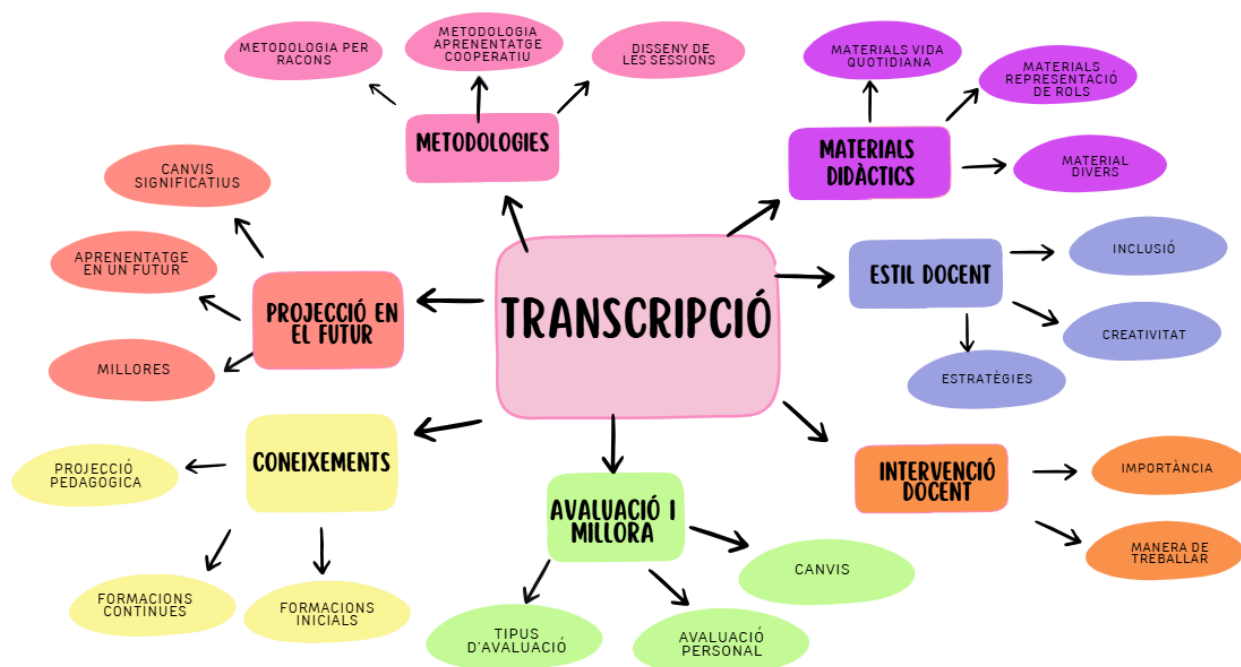 METODOLOGIA PER
RACONS
METODOLOGIA
APRENENTATGE
COOPERATIU
DISSENY DE
LES SESSIONS
METODOLOGIES
MATERIALS VIDA
QUOTIDIANA
MATERIALS
REPRESENTACIÓ
DE ROLS
MATERIAL
DIVERS
MATERIALS
DIDÀCTICS
CANVIS
SIGNIFICATIUS
APRENENTATGE
EN UN FUTUR
MILLORES
PROJECCIÓ EN
EL FUTUR
TRANSCRIPCIÓ
ESTIL DOCENT
INCLUSIÓ
CREATIVITAT
ESTRATÈGIES
CONEIXEMENTS
PROJECCIÓ
PEDAGOGICA
FORMACIONS
CONTINUES
FORMACIONS
INICIALS
AVALUACIÓ I
MILLORA
CANVIS
TIPUS
D'AVALUACIÓ
AVALUACIÓ
PERSONAL
INTERVENCIÓ
DOCENT
IMPORTÀNCIA
MANERA DE
TREBALLAR